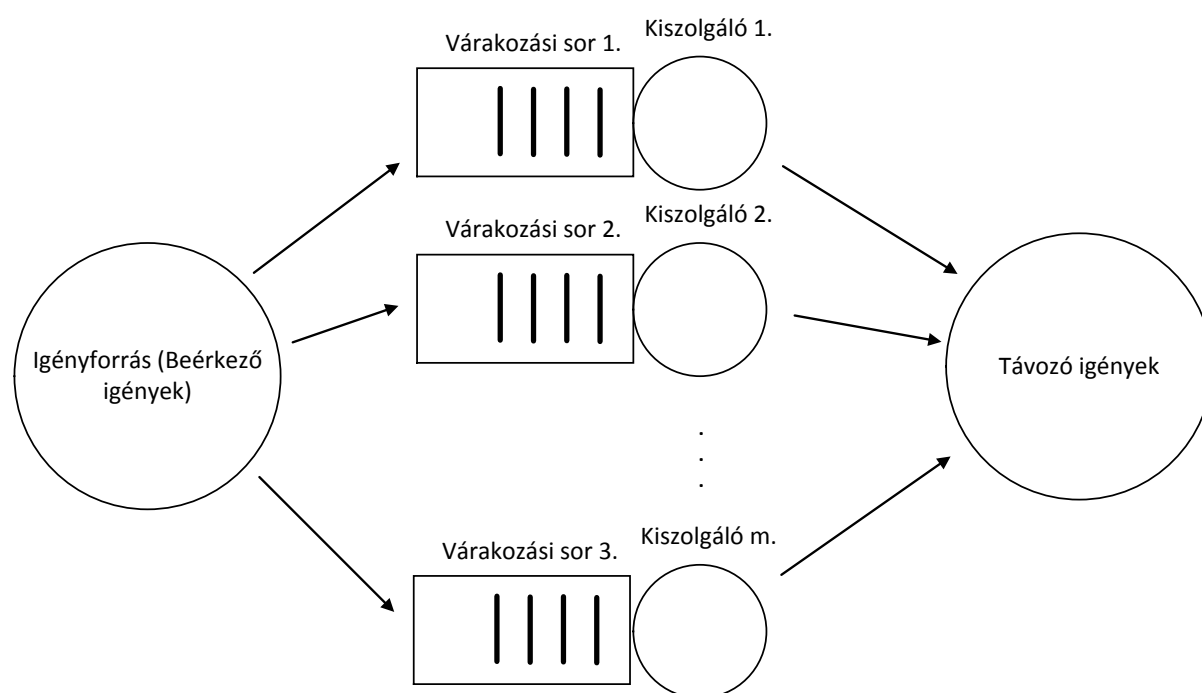 Várakozási sor 1.
Kiszolgáló 1.
Várakozási sor 2.
Kiszolgáló 2.
Igényforrás (Beérkező
igények)
Távozó igények
.
.
.
Várakozási sor 3.
Kiszolgáló m.